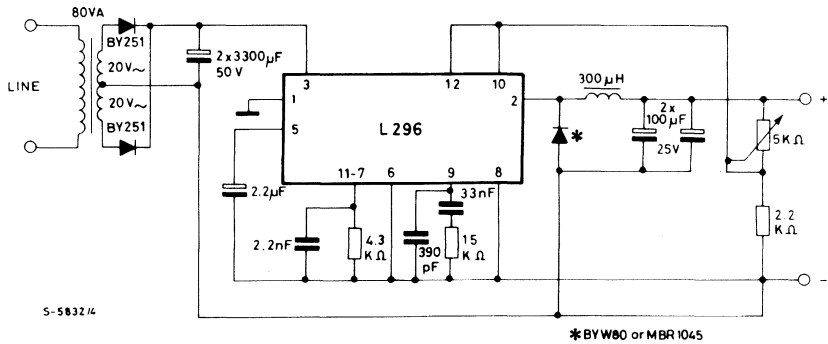 80VA
BY251
20V~
20V~
BY251
LINE
2x3300µF
50V
3
12
10
1
5
2
L296
11-7
6
9
8
300µH
2x
100µF
25V
5KΩ
*
2.2µF
2.2nF
4.3
KΩ
390
pF
33nF
15
KΩ
2.2
KΩ
+
-
S-5832/4
*BYW80 or MBR1045